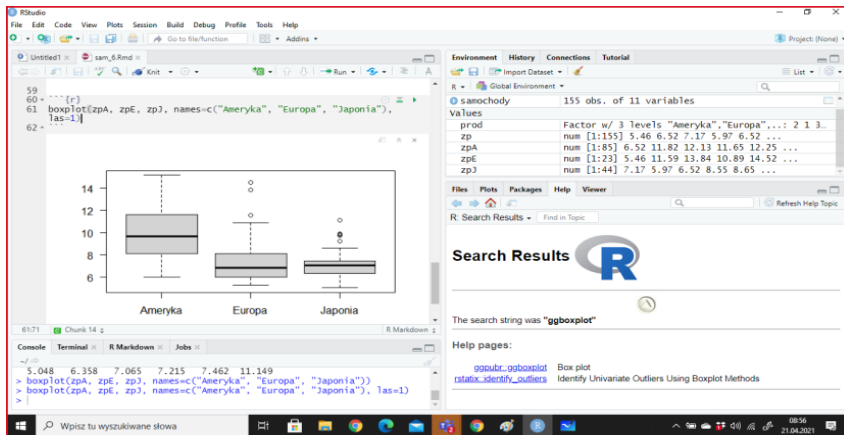 RStudio
File Edit Code View Plots Session Build Debug Profile Tools Help
Go to file/function Addins Project: (None)
Untitled1 sam_6.Rmd
Knit Run
59
60 ```{r}
61 boxplot(zpA, zpE, zpJ, names=c("Ameryka", "Europa", "Japonia"),
las=1)
62 ```
14
12
10
8
6
Ameryka Europa Japonia
61:71 Chunk 14 R Markdown
Console Terminal R Markdown Jobs
~/
5.048 6.358 7.065 7.215 7.462 11.149
> boxplot(zpA, zpE, zpJ, names=c("Ameryka", "Europa", "Japonia"))
> boxplot(zpA, zpE, zpJ, names=c("Ameryka", "Europa", "Japonia"), las=1)
>
Environment History Connections Tutorial
Import Dataset List
R Global Environment
samochody 155 obs. of 11 variables
Values
prod Factor w/ 3 levels "Ameryka","Europa",..: 2 1 3…
zp num [1:155] 5.46 6.52 7.17 5.97 6.52 ...
zpA num [1:85] 6.52 11.82 12.13 11.65 12.25 ...
zpE num [1:23] 5.46 11.59 13.84 10.89 14.52 ...
zpJ num [1:44] 7.17 5.97 6.52 8.55 8.65 ...
Files Plots Packages Help Viewer
Refresh Help Topic
R: Search Results Find in Topic
Search Results R
The search string was "ggboxplot"
Help pages:
ggpubr::ggboxplot Box plot
rstatix::identify_outliers Identify Univariate Outliers Using Boxplot Methods
Wpisz tu wyszukiwane słowa
08:56
21.04.2021